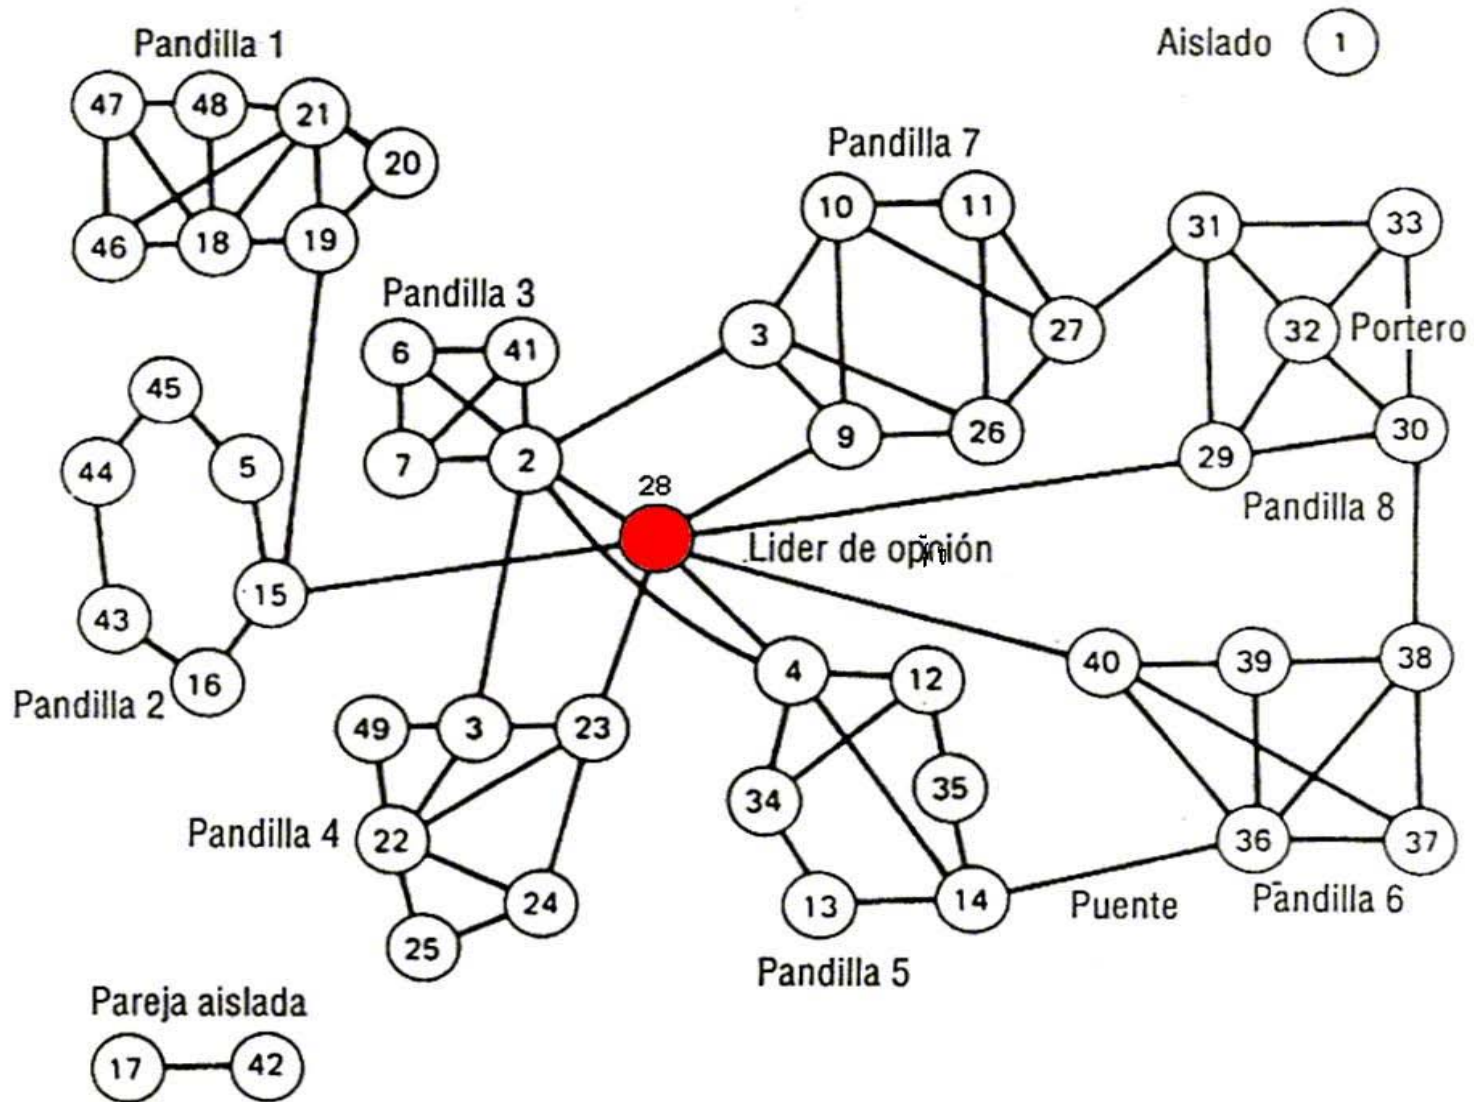 Pandilla 1
Aislado 1
47 48 21
20
46 18 19
Pandilla 7
10 11
3 27
9 26
31 33
32 Portero
29 30
Pandilla 8
Pandilla 3
6 41
7 2
45
44 5
15
43
16
Pandilla 2
28
Lider de opinión
49 3 23
22
Pandilla 4
24
25
4 12
34 35
13 14
Pandilla 5
Puente
40 39 38
36 37
Pandilla 6
Pareja aislada
17 42